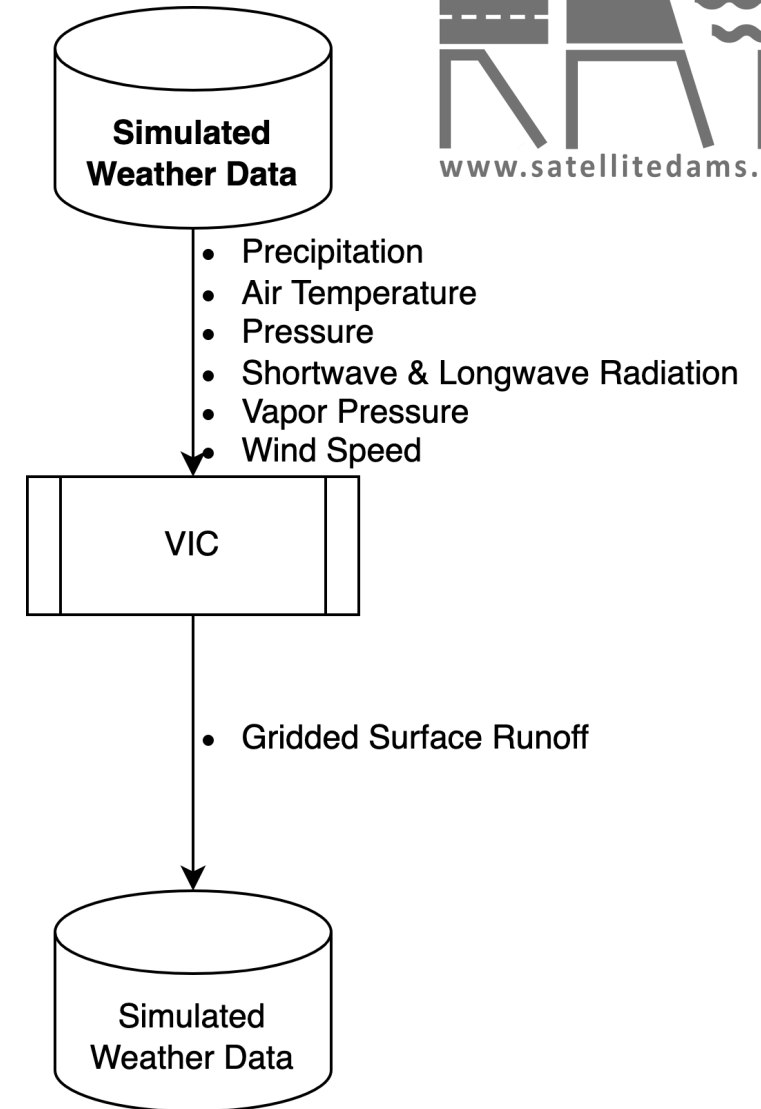 www.satellitedams.
Simulated
Weather Data
• Precipitation
• Air Temperature
• Pressure
• Shortwave & Longwave Radiation
• Vapor Pressure
• Wind Speed
VIC
• Gridded Surface Runoff
Simulated
Weather Data